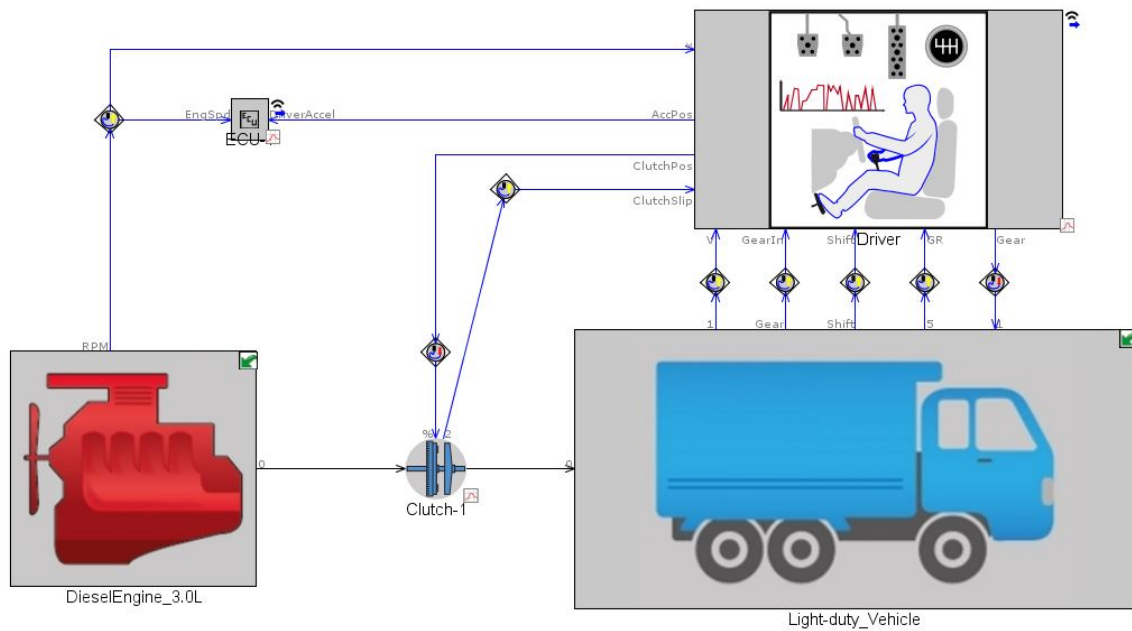 AccPos
EngSpd
DriverAccel
ECU-1
ClutchPos
ClutchSlip
Driver
V
GearIn
Shift
GR
Gear
1
Gear
Shift
5
1
RPM
%
2
0
0
Clutch-1
DieselEngine_3.0L
Light-duty_Vehicle